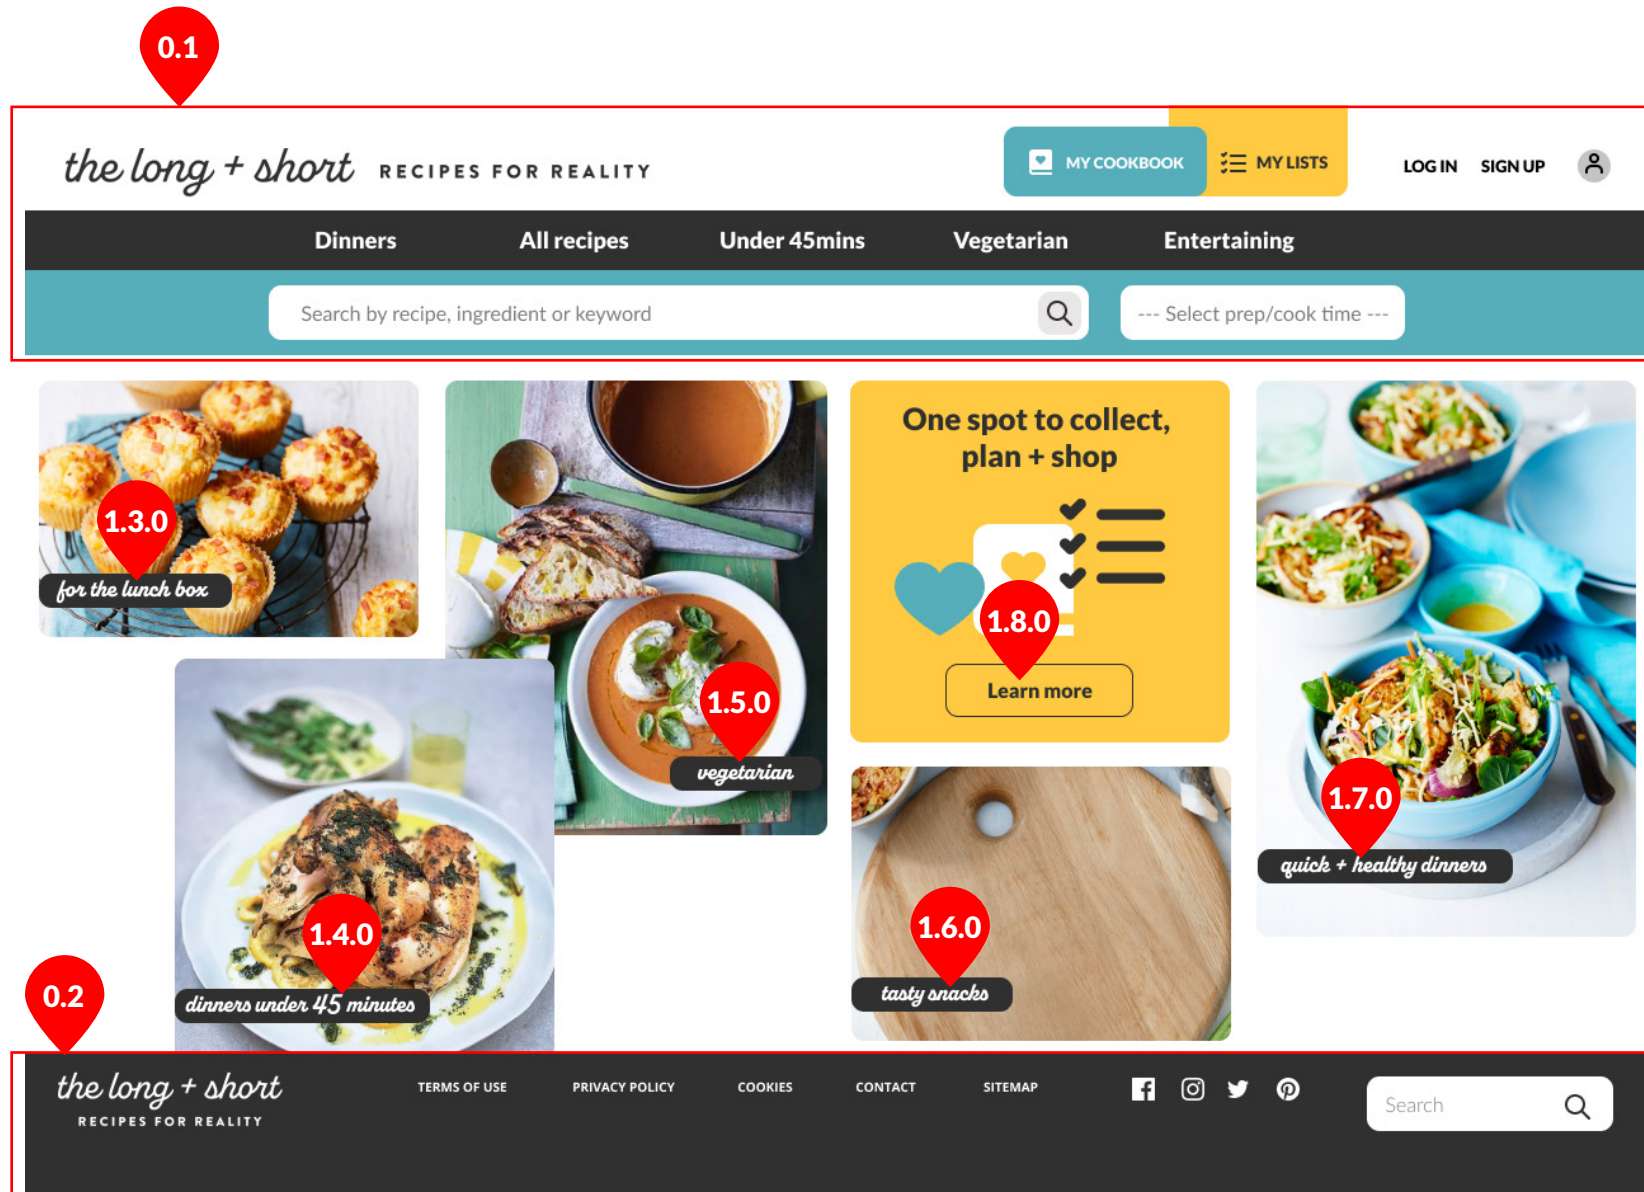 0.1
the long + short RECIPES FOR REALITY
MY COOKBOOK
MY LISTS
LOG IN
SIGN UP
Dinners
All recipes
Under 45mins
Vegetarian
Entertaining
Search by recipe, ingredient or keyword
--- Select prep/cook time ---
1.3.0
for the lunch box
1.5.0
vegetarian
One spot to collect,
plan + shop
1.8.0
Learn more
1.7.0
quick + healthy dinners
1.4.0
dinners under 45 minutes
1.6.0
tasty snacks
0.2
the long + short
RECIPES FOR REALITY
TERMS OF USE
PRIVACY POLICY
COOKIES
CONTACT
SITEMAP
Search